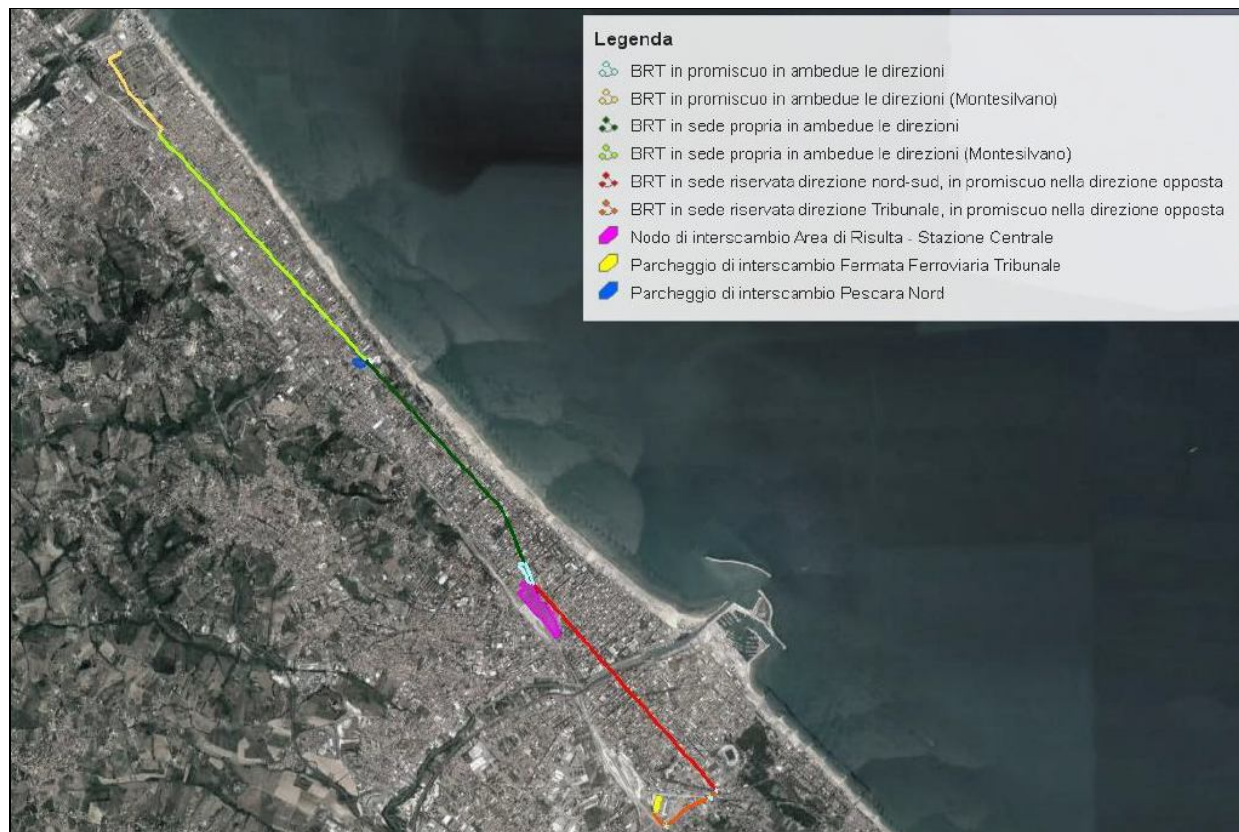 Legenda
BRT in promiscuo in ambedue le direzioni
BRT in promiscuo in ambedue le direzioni (Montesilvano)
BRT in sede propria in ambedue le direzioni
BRT in sede propria in ambedue le direzioni (Montesilvano)
BRT in sede riservata direzione nord-sud, in promiscuo nella direzione opposta
BRT in sede riservata direzione Tribunale, in promiscuo nella direzione opposta
Nodo di interscambio Area di Risulta - Stazione Centrale
Parcheggio di interscambio Fermata Ferroviaria Tribunale
Parcheggio di interscambio Pescara Nord